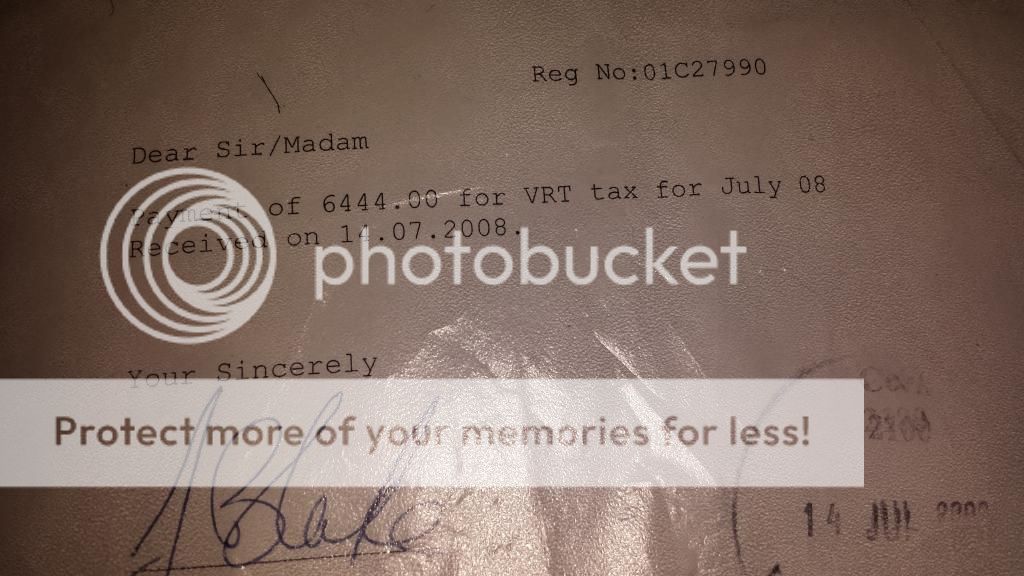 Reg No:01C27990
Dear Sir/Madam
Payment of 6444.00 for VRT tax for July 08
Received on 14.07.2008.
photobucket
Your Sincerely
Protect more of your memories for less!
14 JUL